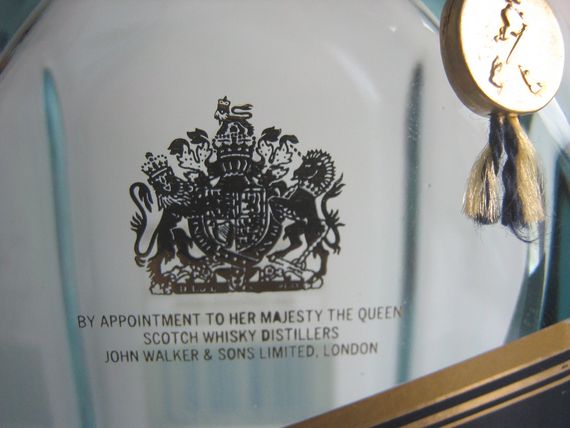 BY APPOINTMENT TO HER MAJESTY THE QUEEN
SCOTCH WHISKY DISTILLERS
JOHN WALKER & SONS LIMITED, LONDON